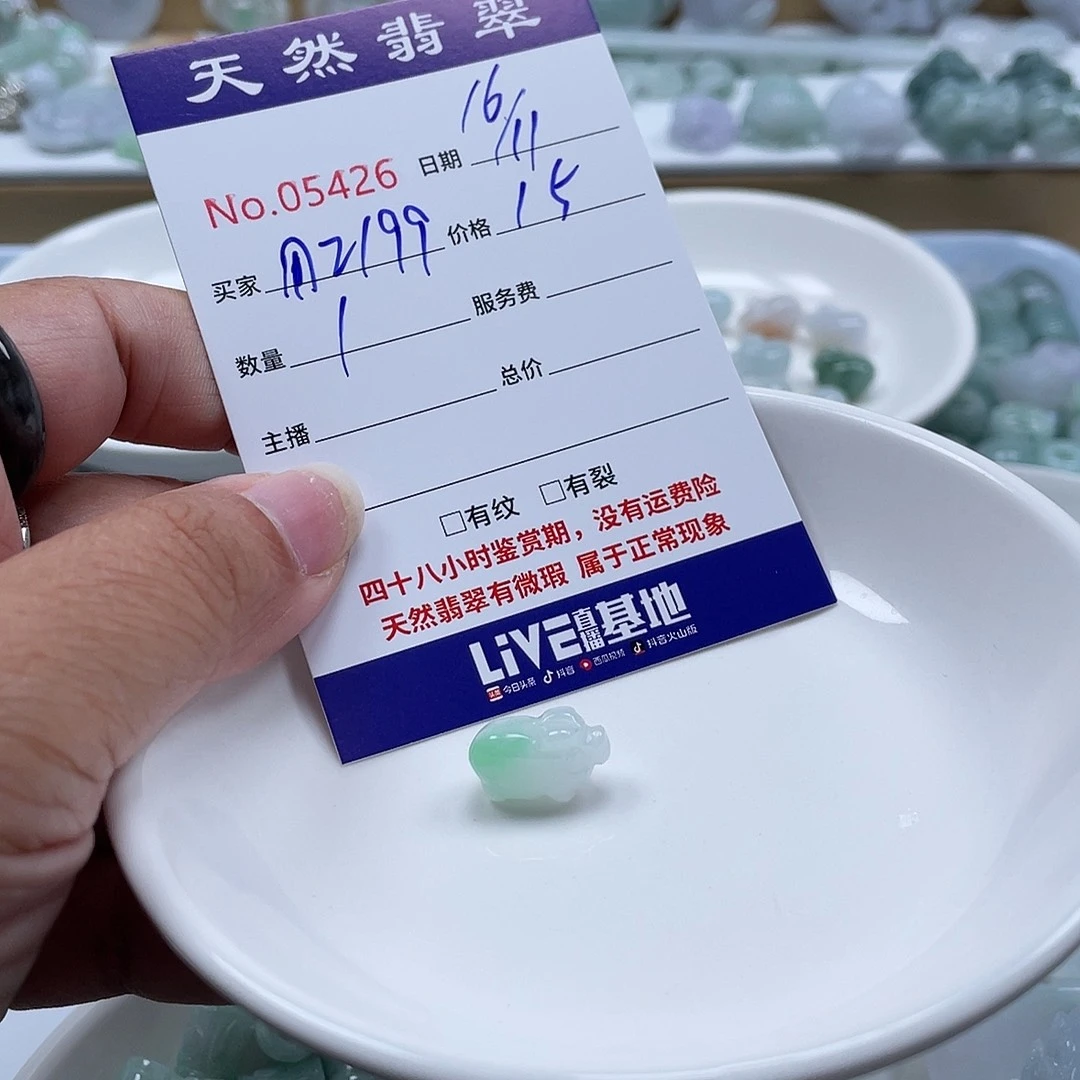 天然翡翠
No.05426 日期 16/11
买家 A2199 价格 15
数量 1 服务费
主播 总价
□有纹 □有裂
四十八小时鉴赏期，没有运费险
天然翡翠有微瑕 属于正常现象
LiVE直播基地
今日头条 抖音 西瓜视频 抖音火山版